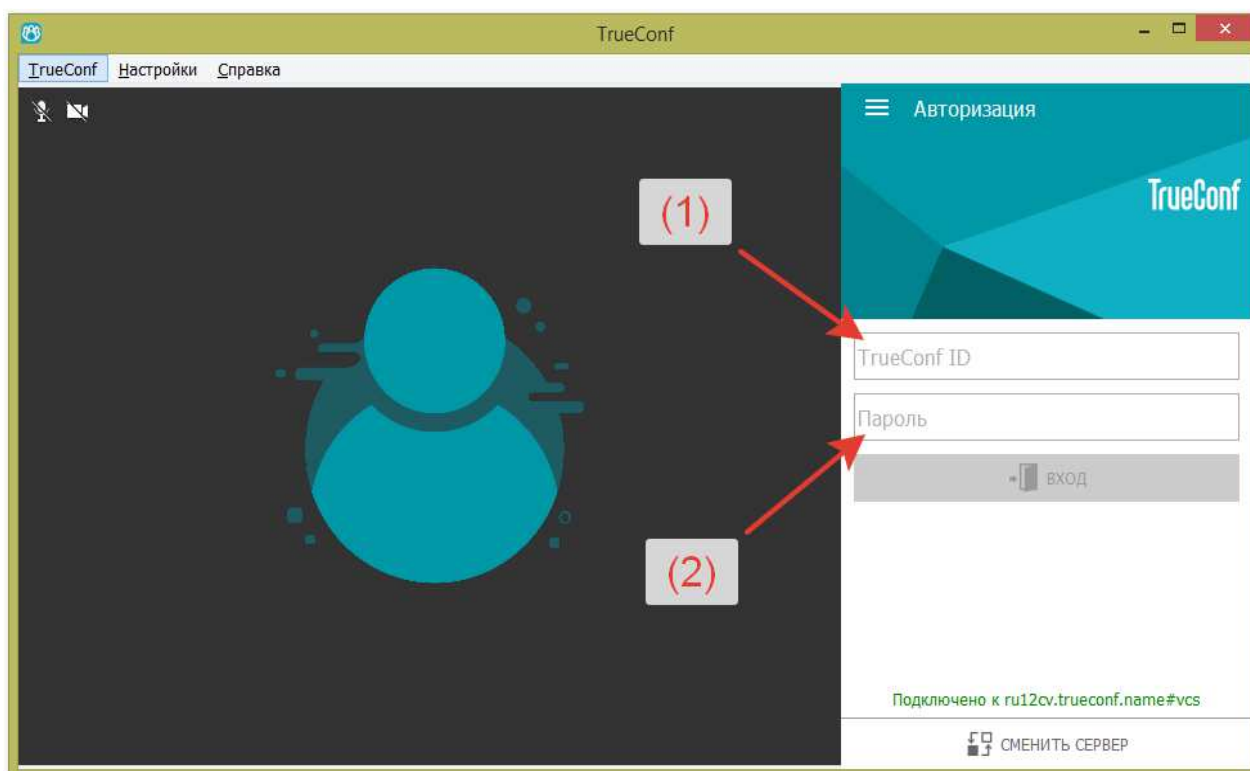 TrueConf
TrueConf Настройки Справка
Авторизация
TrueConf
(1)
TrueConf ID
Пароль
ВХОД
(2)
Подключено к ru12cv.trueconf.name#vcs
СМЕНИТЬ СЕРВЕР